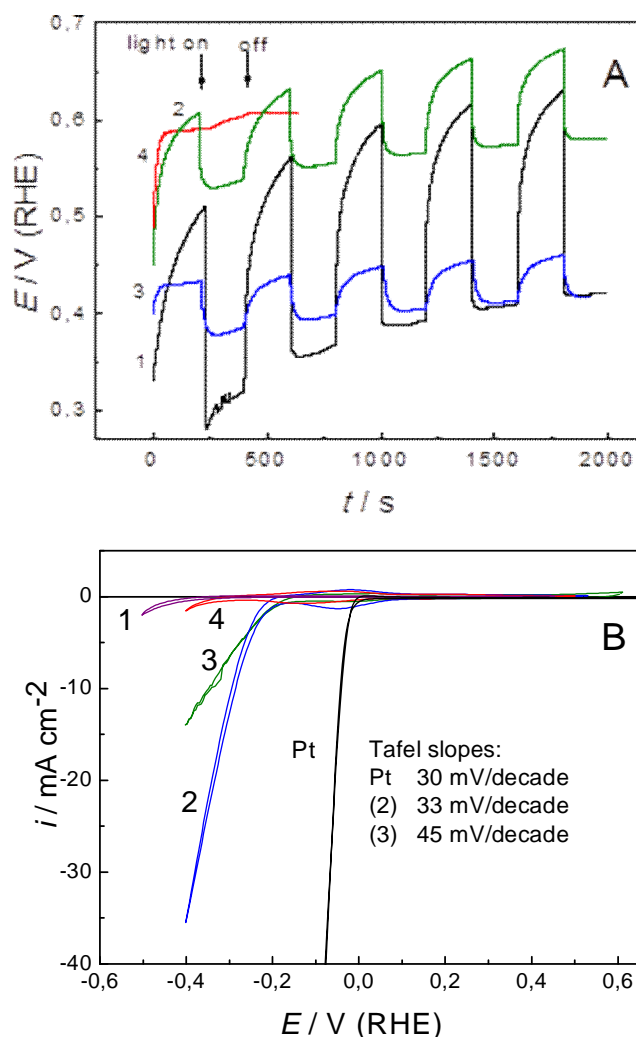 0,7
0,6
0,5
0,4
0,3
E / V (RHE)
light on off
A
2
4
3
1
0 500 1000 1500 2000
t / s
0
-10
-20
-30
-40
i / mA cm-2
B
1
4
3
2
Pt
Tafel slopes:
Pt 30 mV/decade
(2) 33 mV/decade
(3) 45 mV/decade
-0,6 -0,4 -0,2 0,0 0,2 0,4 0,6
E / V (RHE)